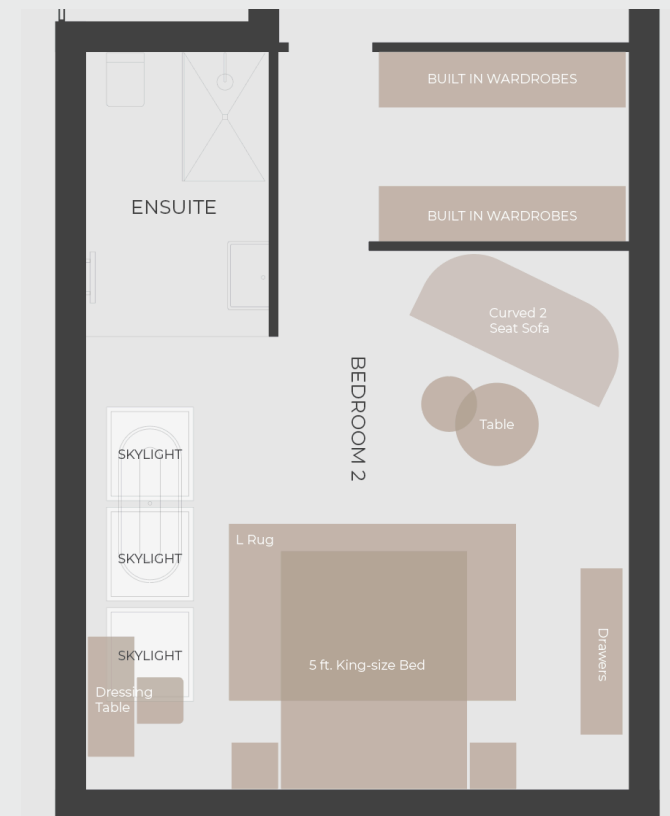 BUILT IN WARDROBES
ENSUITE
BUILT IN WARDROBES
Curved 2
Seat Sofa
BEDROOM 2
Table
SKYLIGHT
L Rug
SKYLIGHT
SKYLIGHT
5 ft. King-size Bed
Drawers
Dressing
Table